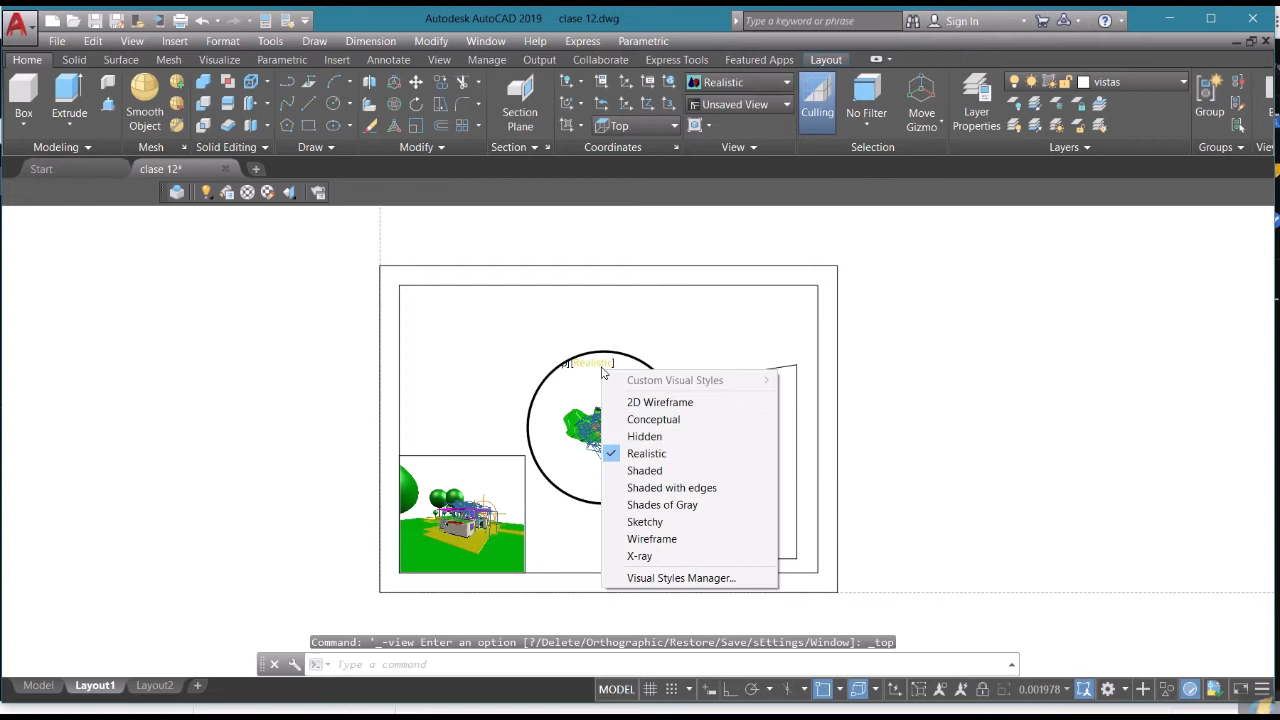 Autodesk AutoCAD 2019 clase 12.dwg
Type a keyword or phrase
Sign In
File Edit View Insert Format Tools Draw Dimension Modify Window Help Express Parametric
Home Solid Surface Mesh Visualize Parametric Insert Annotate View Manage Output Collaborate Express Tools Featured Apps Layout
Realistic
vistas
Unsaved View
Top
Box
Extrude
Smooth
Object
Section
Plane
Culling
No Filter
Move
Gizmo
Layer
Properties
Group
Modeling
Mesh
Solid Editing
Draw
Modify
Section
Coordinates
View
Selection
Layers
Groups
Start
clase 12*
[Realistic]
Custom Visual Styles
2D Wireframe
Conceptual
Hidden
Realistic
Shaded
Shaded with edges
Shades of Gray
Sketchy
Wireframe
X-ray
Visual Styles Manager...
Command: '_-view Enter an option [?/Delete/Orthographic/Restore/Save/sEttings/Window]: _top
Type a command
Model
Layout1
Layout2
MODEL
0.001978